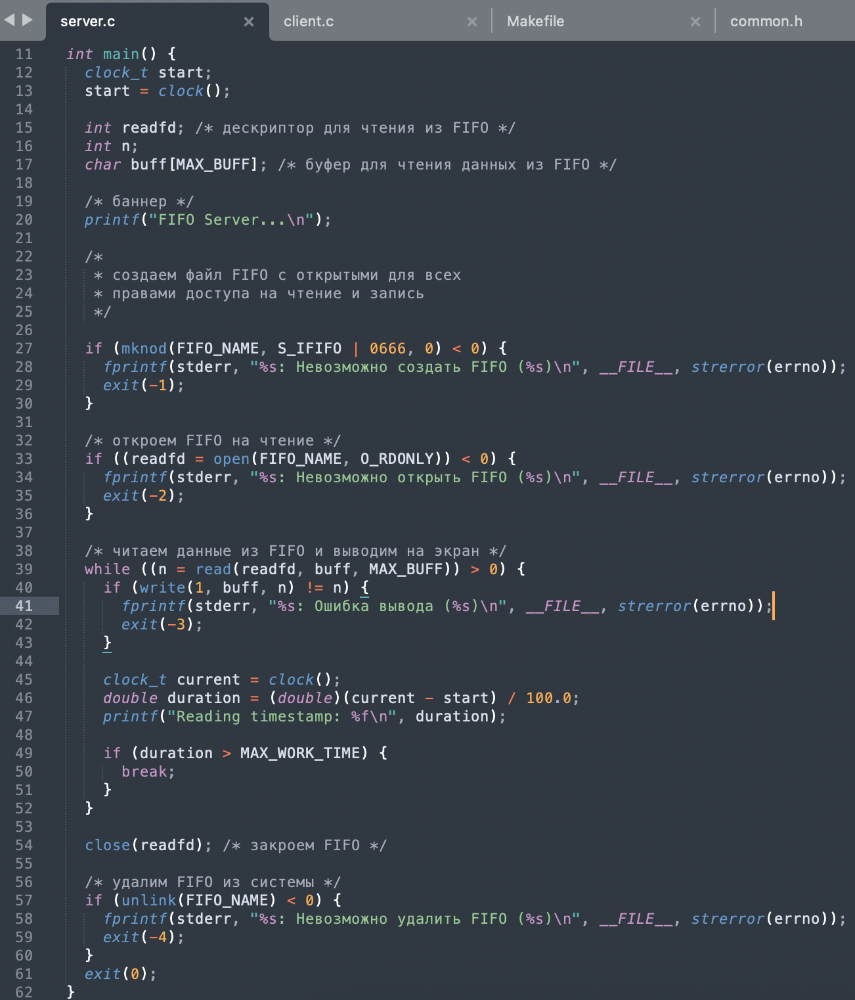 server.c × client.c × Makefile × common.h
11 int main() {
12 clock_t start;
13 start = clock();
14
15 int readfd; /* дескриптор для чтения из FIFO */
16 int n;
17 char buff[MAX_BUFF]; /* буфер для чтения данных из FIFO */
18
19 /* баннер */
20 printf("FIFO Server...\n");
21
22 /*
23 * создаем файл FIFO с открытыми для всех
24 * правами доступа на чтение и запись
25 */
26
27 if (mknod(FIFO_NAME, S_IFIFO | 0666, 0) < 0) {
28 fprintf(stderr, "%s: Невозможно создать FIFO (%s)\n", __FILE__, strerror(errno));
29 exit(-1);
30 }
31
32 /* откроем FIFO на чтение */
33 if ((readfd = open(FIFO_NAME, O_RDONLY)) < 0) {
34 fprintf(stderr, "%s: Невозможно открыть FIFO (%s)\n", __FILE__, strerror(errno));
35 exit(-2);
36 }
37
38 /* читаем данные из FIFO и выводим на экран */
39 while ((n = read(readfd, buff, MAX_BUFF)) > 0) {
40 if (write(1, buff, n) != n) {
41 fprintf(stderr, "%s: Ошибка вывода (%s)\n", __FILE__, strerror(errno));
42 exit(-3);
43 }
44
45 clock_t current = clock();
46 double duration = (double)(current - start) / 100.0;
47 printf("Reading timestamp: %f\n", duration);
48
49 if (duration > MAX_WORK_TIME) {
50 break;
51 }
52 }
53
54 close(readfd); /* закроем FIFO */
55
56 /* удалим FIFO из системы */
57 if (unlink(FIFO_NAME) < 0) {
58 fprintf(stderr, "%s: Невозможно удалить FIFO (%s)\n", __FILE__, strerror(errno));
59 exit(-4);
60 }
61 exit(0);
62 }